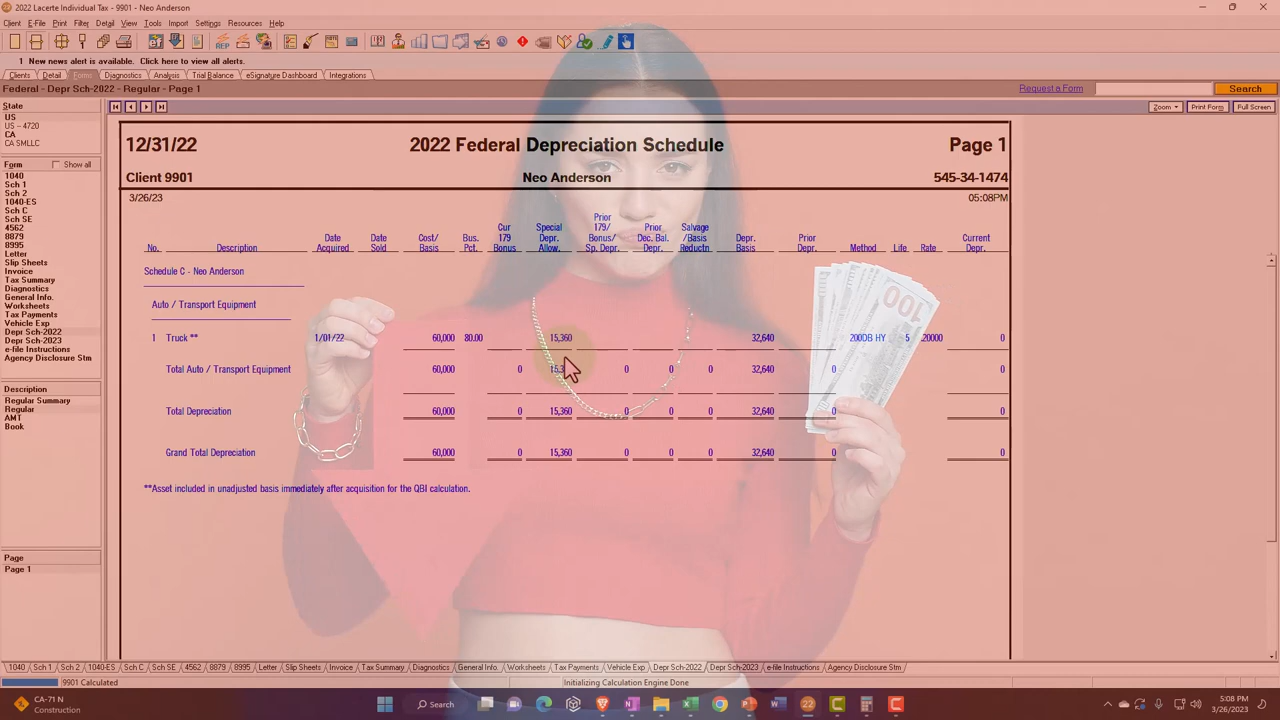 2022 Lacerte Individual Tax - 9901 - Neo Anderson
Client E-File Print Filter Detail View Tools Import Settings Resources Help
1 New news alert is available. Click here to view all alerts.
Clients Detail Forms Diagnostics Analysis Trial Balance eSignature Dashboard Integrations
Federal - Depr Sch-2022 - Regular - Page 1
Request a Form
Search
State
US
US - 4720
CA
CA SMLLC
Form
Show all
1040
Sch 1
Sch 2
1040-ES
Sch C
Sch SE
4562
8879
8995
Letter
Slip Sheets
Invoice
Tax Summary
Diagnostics
General Info.
Worksheets
Tax Payments
Vehicle Exp
Depr Sch-2022
Depr Sch-2023
e-file Instructions
Agency Disclosure Stm
Description
Regular Summary
Regular
AMT
Book
Page
Page 1
Zoom Print Form Full Screen
12/31/22 2022 Federal Depreciation Schedule Page 1
Client 9901 Neo Anderson 545-34-1474
3/26/23 05:08PM
No. Description Date Acquired Date Sold Cost/ Basis Bus. Pct. Cur 179 Bonus Special Depr. Allow. Prior 179/ Bonus/ Sp. Depr. Prior Dec. Bal. Depr. Salvage /Basis Reductn Depr. Basis Prior Depr. Method Life Rate Current Depr.
Schedule C - Neo Anderson
Auto / Transport Equipment
1 Truck ** 1/01/22 60,000 80.00 15,360 32,640 200DB HY 5 .20000 0
Total Auto / Transport Equipment 60,000 0 0 0 0 32,640 0 0
Total Depreciation 60,000 0 15,360 0 0 0 32,640 0 0
Grand Total Depreciation 60,000 0 15,360 0 0 0 32,640 0 0
**Asset included in unadjusted basis immediately after acquisition for the QBI calculation.
100
1040 Sch 1 Sch 2 1040-ES Sch C Sch SE 4562 8879 8995 Letter Slip Sheets Invoice Tax Summary Diagnostics General Info. Worksheets Tax Payments Vehicle Exp Depr Sch-2022 Depr Sch-2023 e-file Instructions Agency Disclosure Stm
9901 Calculated
Initializing Calculation Engine Done
CA-71 N
Construction
Search
22
5:08 PM
3/26/2023